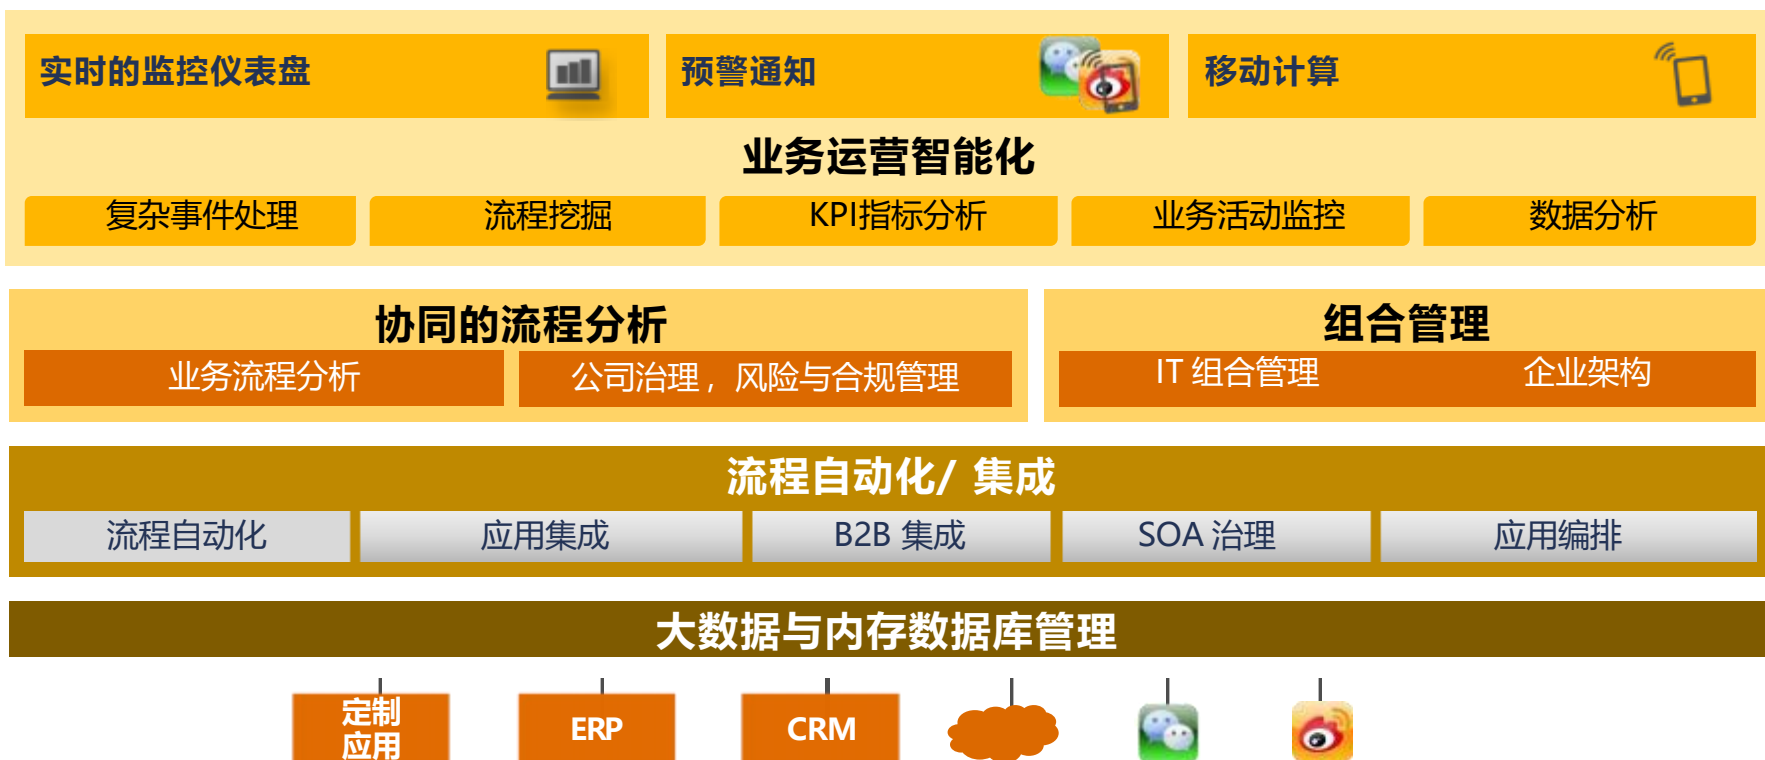 实时的监控仪表盘
预警通知
移动计算
业务运营智能化
复杂事件处理
流程挖掘
KPI指标分析
业务活动监控
数据分析
协同的流程分析
组合管理
业务流程分析
公司治理，风险与合规管理
IT 组合管理
企业架构
流程自动化/ 集成
流程自动化
应用集成
B2B 集成
SOA 治理
应用编排
大数据与内存数据库管理
定制
应用
ERP
CRM